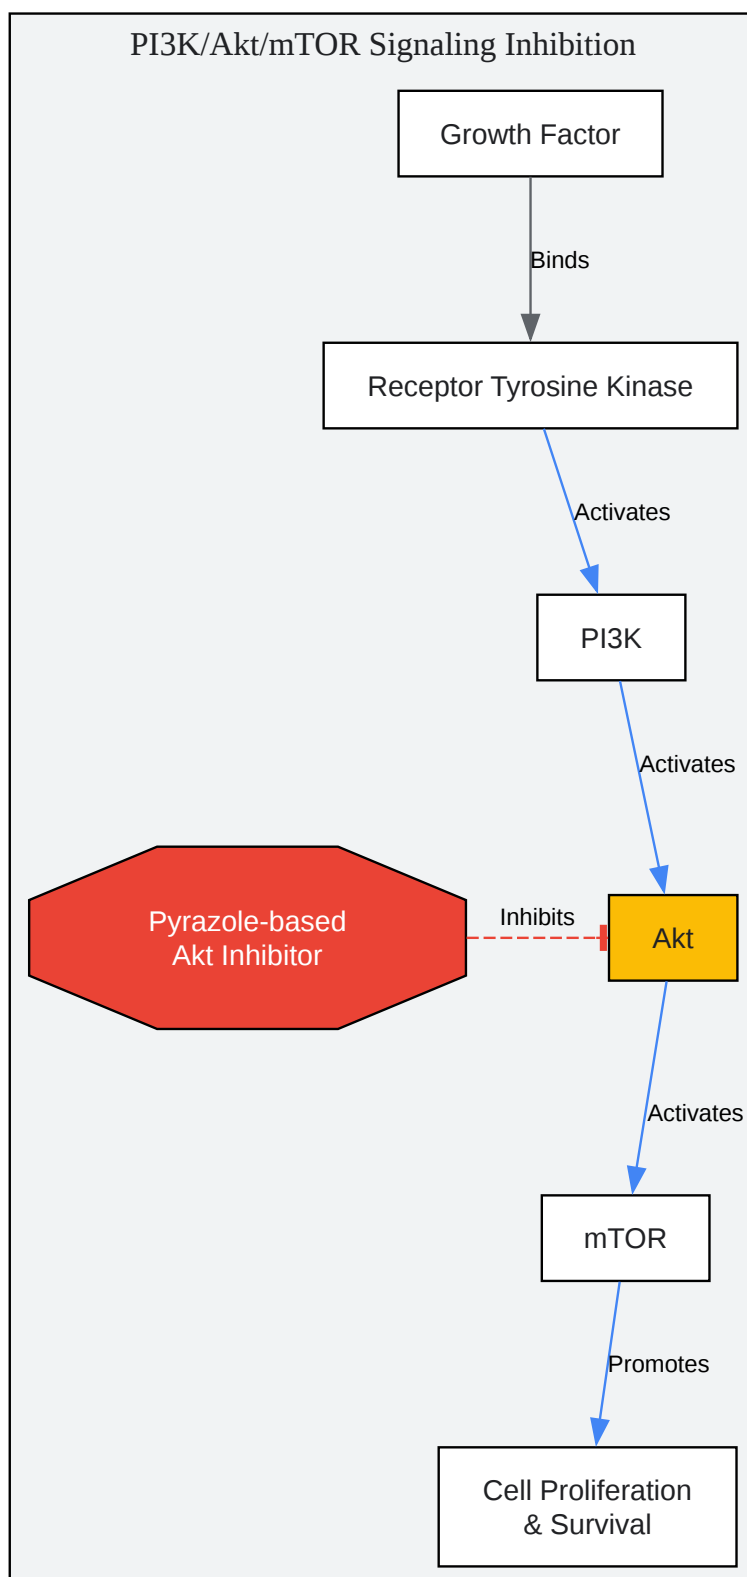 PI3K/Akt/mTOR Signaling Inhibition
Growth Factor
Binds
Receptor Tyrosine Kinase
Activates
PI3K
Activates
Pyrazole-based
Akt Inhibitor
Inhibits
Akt
Activates
mTOR
Promotes
Cell Proliferation
& Survival